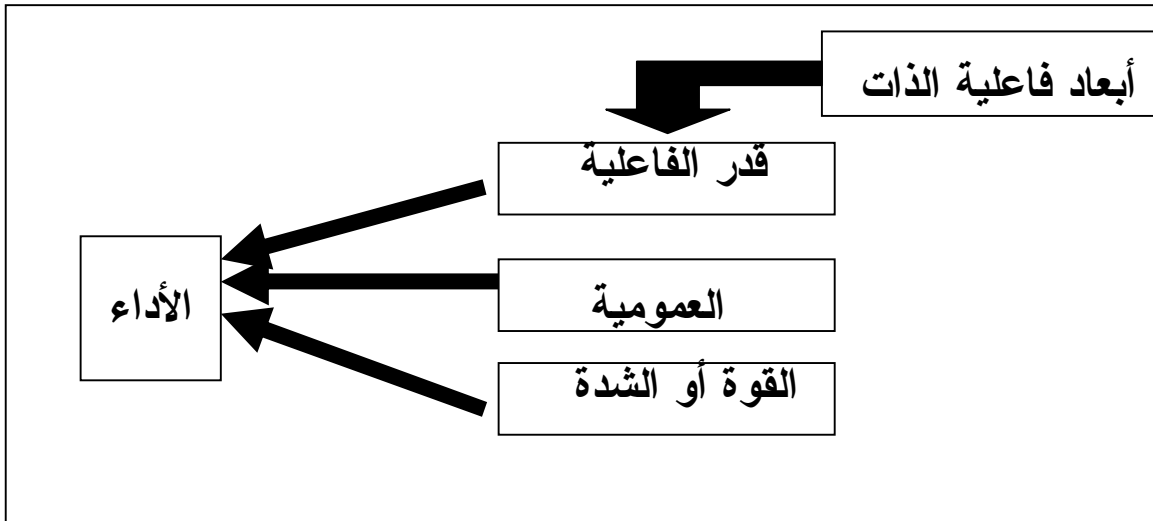 أبعاد فاعلية الذات
قدر الفاعلية
العمومية
القوة أو الشدة
الأداء